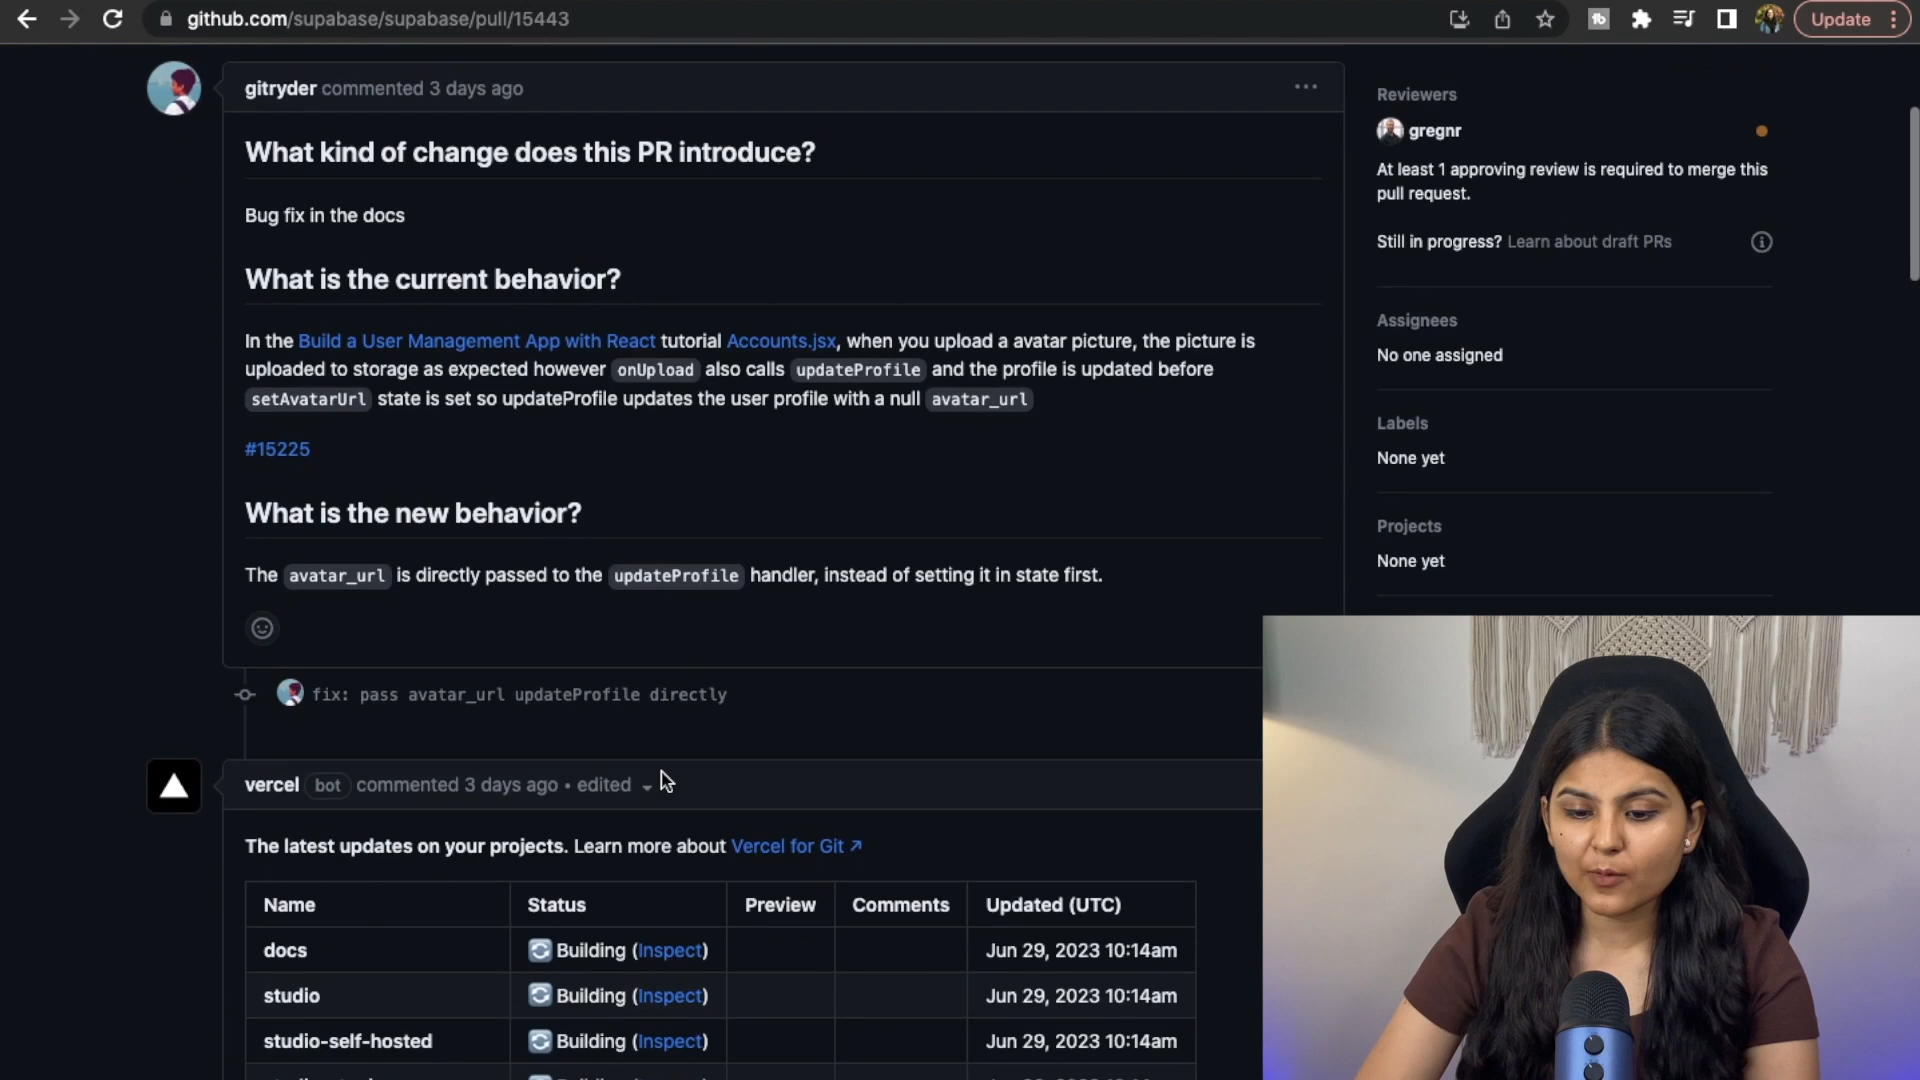 github.com/supabase/supabase/pull/15443
Update
gitryder commented 3 days ago
What kind of change does this PR introduce?
Bug fix in the docs
What is the current behavior?
In the Build a User Management App with React tutorial Accounts.jsx, when you upload a avatar picture, the picture is
uploaded to storage as expected however onUpload also calls updateProfile and the profile is updated before
setAvatarUrl state is set so updateProfile updates the user profile with a null avatar_url
#15225
What is the new behavior?
The avatar_url is directly passed to the updateProfile handler, instead of setting it in state first.
fix: pass avatar_url updateProfile directly
vercel bot commented 3 days ago • edited
The latest updates on your projects. Learn more about Vercel for Git ↗
Name Status Preview Comments Updated (UTC)
docs Building (Inspect) Jun 29, 2023 10:14am
studio Building (Inspect) Jun 29, 2023 10:14am
studio-self-hosted Building (Inspect) Jun 29, 2023 10:14am
Reviewers
gregnr
At least 1 approving review is required to merge this
pull request.
Still in progress? Learn about draft PRs
Assignees
No one assigned
Labels
None yet
Projects
None yet